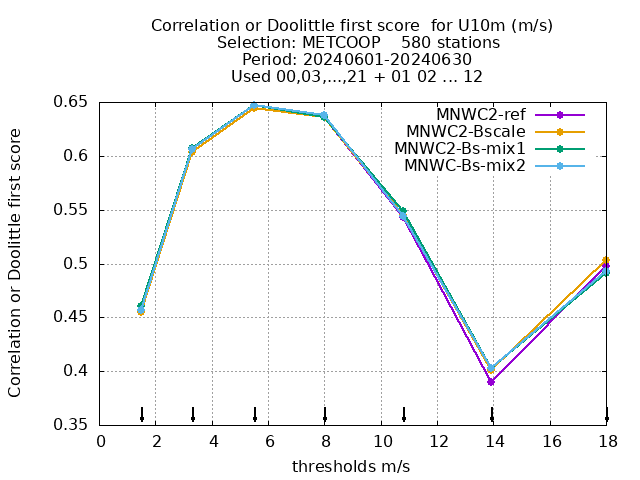 Correlation or Doolittle first score  for U10m (m/s)
Selection: METCOOP    580 stations
Period: 20240601-20240630
Used 00,03,...,21 + 01 02 ... 12
Correlation or Doolittle first score
0.65
0.6
0.55
0.5
0.45
0.4
0.35
MNWC2-ref
MNWC2-Bscale
MNWC2-Bs-mix1
MNWC-Bs-mix2
0 2 4 6 8 10 12 14 16 18
thresholds m/s